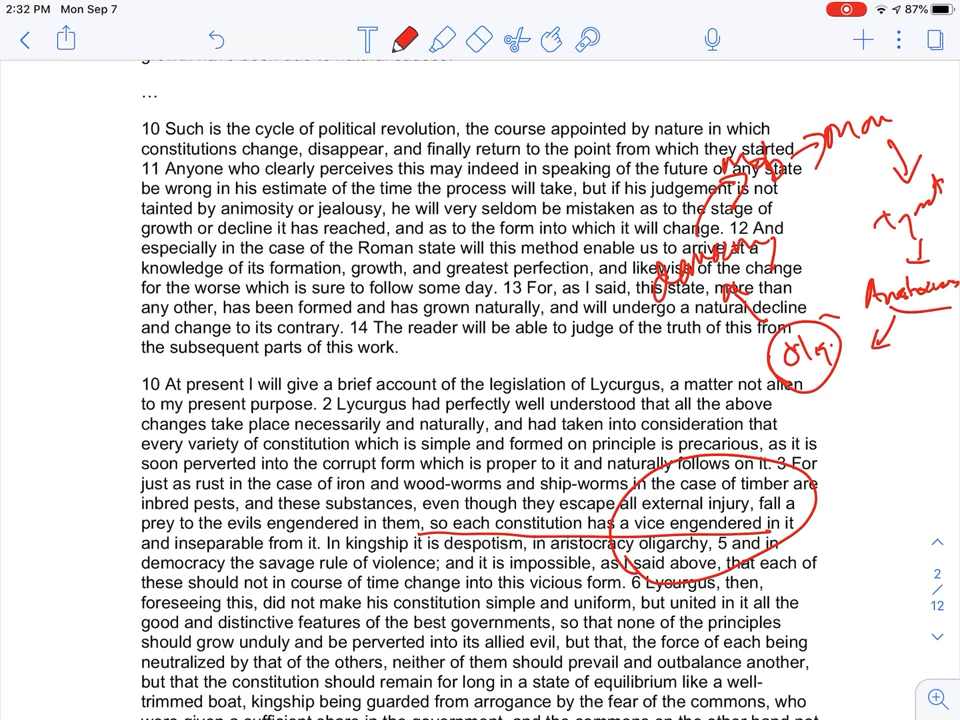 2:32 PM Mon Sep 7
87%
T
…
10 Such is the cycle of political revolution, the course appointed by nature in which
constitutions change, disappear, and finally return to the point from which they started.
11 Anyone who clearly perceives this may indeed in speaking of the future of any state
be wrong in his estimate of the time the process will take, but if his judgement is not
tainted by animosity or jealousy, he will very seldom be mistaken as to the stage of
growth or decline it has reached, and as to the form into which it will change. 12 And
especially in the case of the Roman state will this method enable us to arrive at a
knowledge of its formation, growth, and greatest perfection, and likewise of the change
for the worse which is sure to follow some day. 13 For, as I said, this state, more than
any other, has been formed and has grown naturally, and will undergo a natural decline
and change to its contrary. 14 The reader will be able to judge of the truth of this from
the subsequent parts of this work.
Mob
Mon
democracy
Olig.
10 At present I will give a brief account of the legislation of Lycurgus, a matter not alien
to my present purpose. 2 Lycurgus had perfectly well understood that all the above
changes take place necessarily and naturally, and had taken into consideration that
every variety of constitution which is simple and formed on principle is precarious, as it is
soon perverted into the corrupt form which is proper to it and naturally follows on it. 3 For
just as rust in the case of iron and wood-worms and ship-worms in the case of timber are
inbred pests, and these substances, even though they escape all external injury, fall a
prey to the evils engendered in them, so each constitution has a vice engendered in it
and inseparable from it. In kingship it is despotism, in aristocracy oligarchy, 5 and in
democracy the savage rule of violence; and it is impossible, as I said above, that each of
these should not in course of time change into this vicious form. 6 Lycurgus, then,
foreseeing this, did not make his constitution simple and uniform, but united in it all the
good and distinctive features of the best governments, so that none of the principles
should grow unduly and be perverted into its allied evil, but that, the force of each being
neutralized by that of the others, neither of them should prevail and outbalance another,
but that the constitution should remain for long in a state of equilibrium like a well-
trimmed boat, kingship being guarded from arrogance by the fear of the commons, who
2
/
12